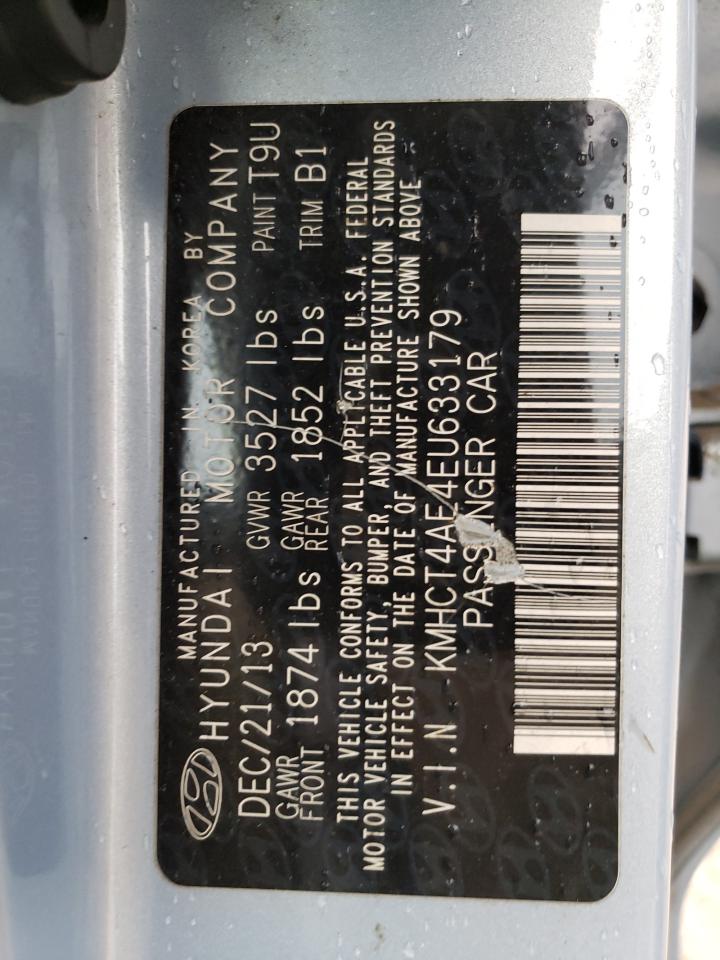 MANUFACTURED IN KOREA BY
HYUNDAI MOTOR COMPANY
DEC/21/13 GVWR 3527 lbs PAINT T9U
GAWR FRONT 1874 lbs GAWR REAR 1852 lbs TRIM B1
THIS VEHICLE CONFORMS TO ALL APPLICABLE U.S.A. FEDERAL
MOTOR VEHICLE SAFETY, BUMPER, AND THEFT PREVENTION STANDARDS
IN EFFECT ON THE DATE OF MANUFACTURE SHOWN ABOVE
V.I.N KMHCT4AE4EU633179
PASSENGER CAR